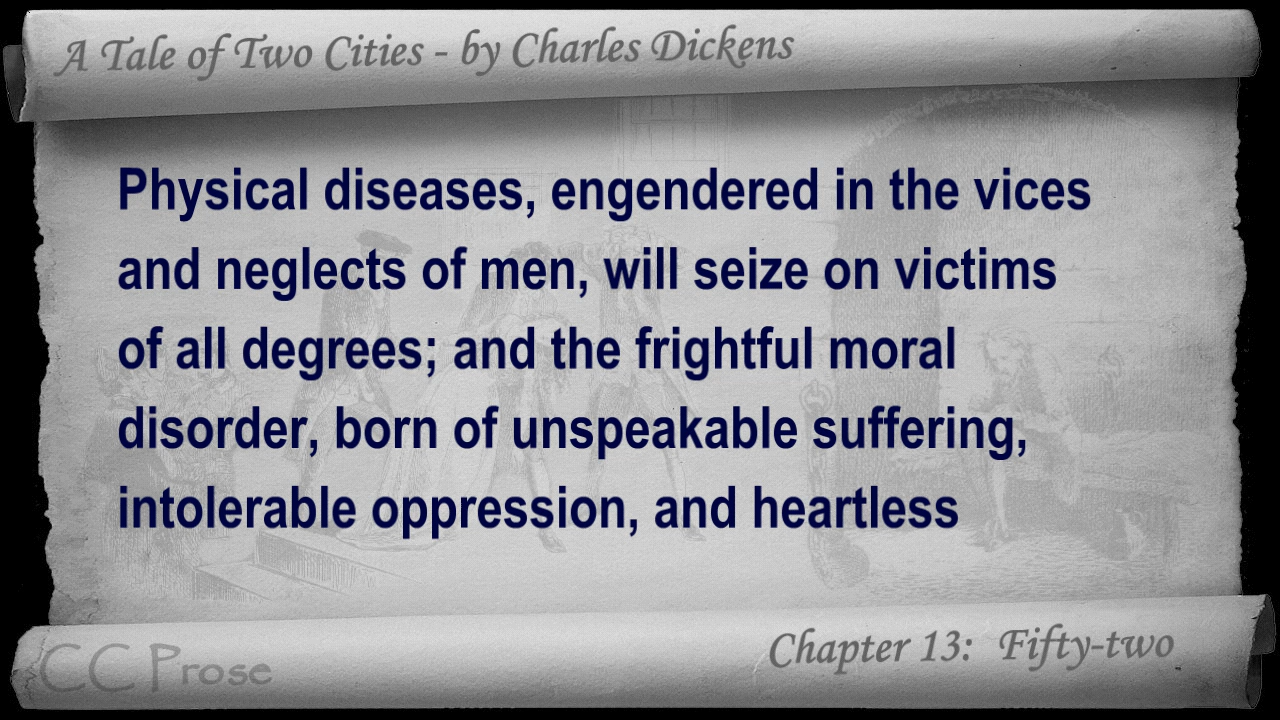 A Tale of Two Cities - by Charles Dickens
Physical diseases, engendered in the vices
and neglects of men, will seize on victims
of all degrees; and the frightful moral
disorder, born of unspeakable suffering,
intolerable oppression, and heartless
Chapter 13: Fifty-two
CC Prose